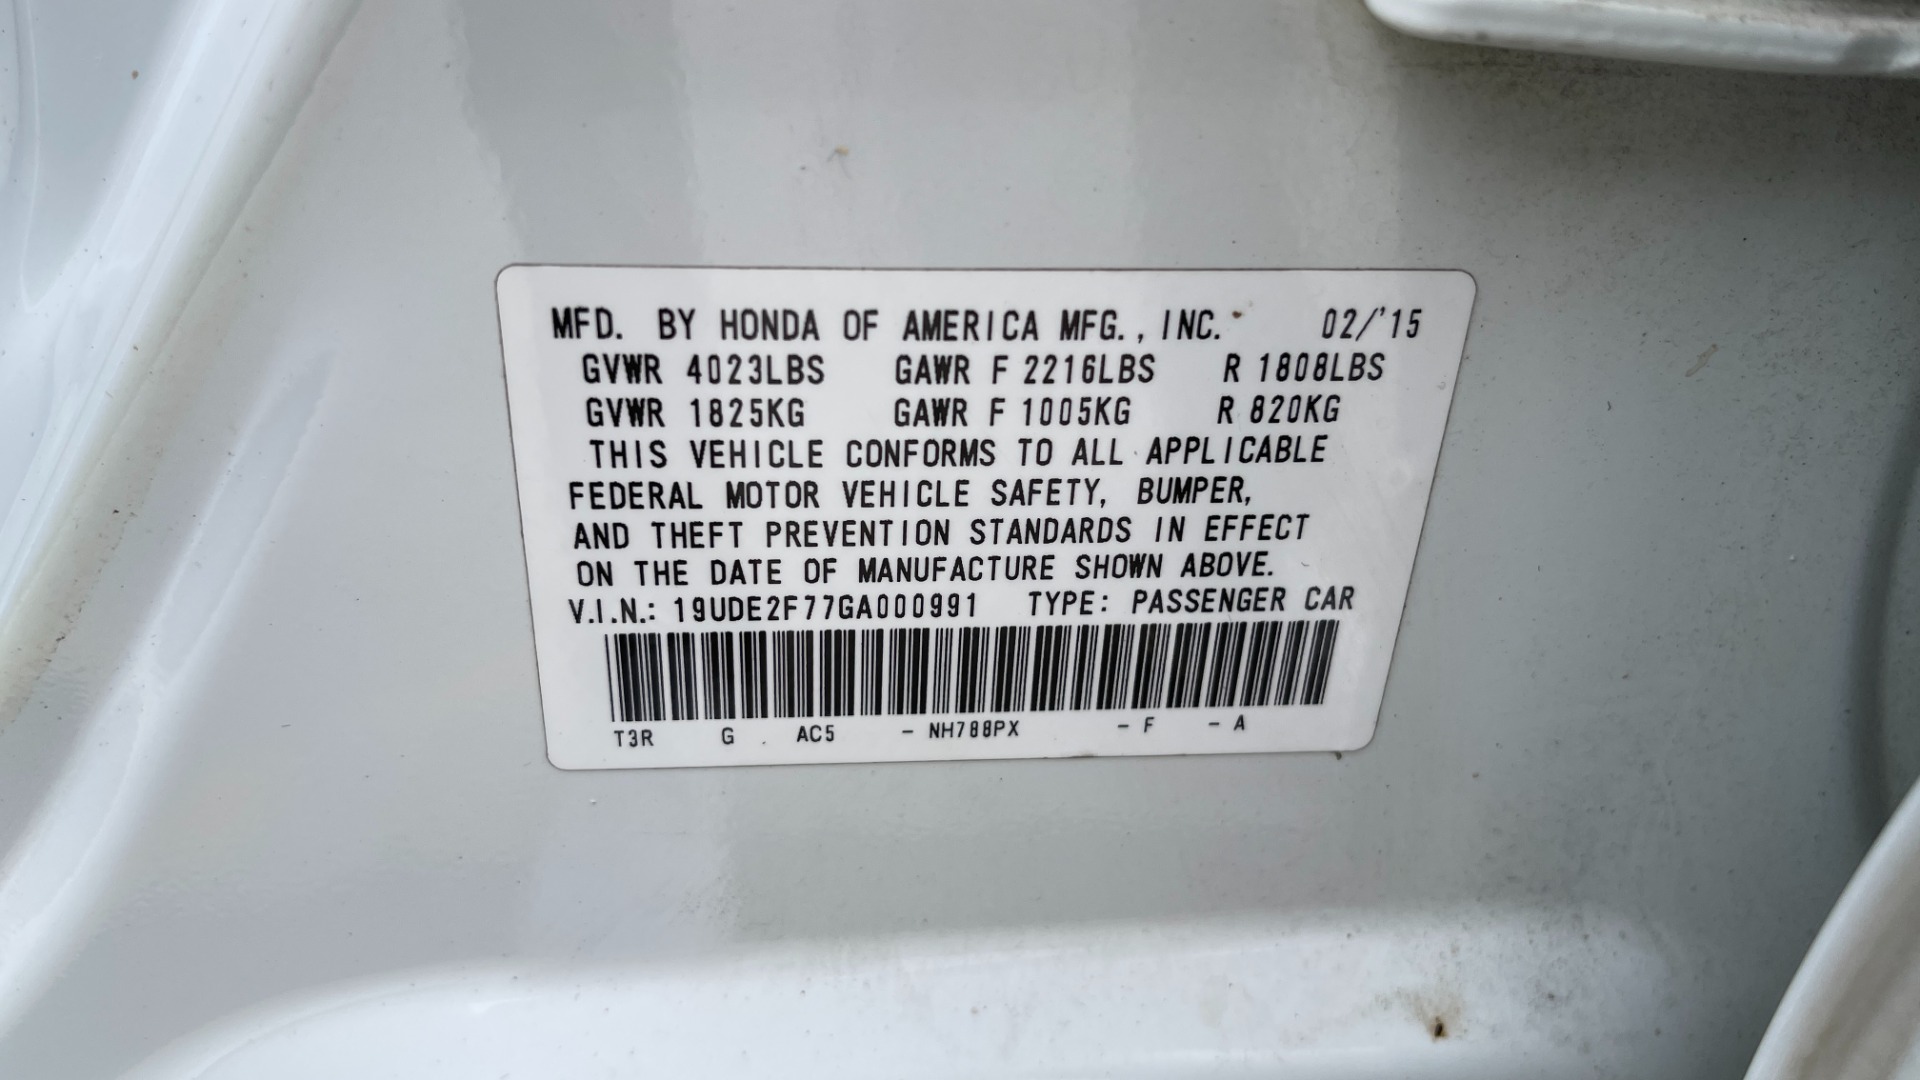 MFD. BY HONDA OF AMERICA MFG., INC. 02/'15
GVWR 4023LBS GAWR F 2216LBS R 1808LBS
GVWR 1825KG GAWR F 1005KG R 820KG
THIS VEHICLE CONFORMS TO ALL APPLICABLE
FEDERAL MOTOR VEHICLE SAFETY, BUMPER,
AND THEFT PREVENTION STANDARDS IN EFFECT
ON THE DATE OF MANUFACTURE SHOWN ABOVE.
V.I.N.: 19UDE2F77GA000991 TYPE: PASSENGER CAR
T3R G AC5 - NH788PX - F - A